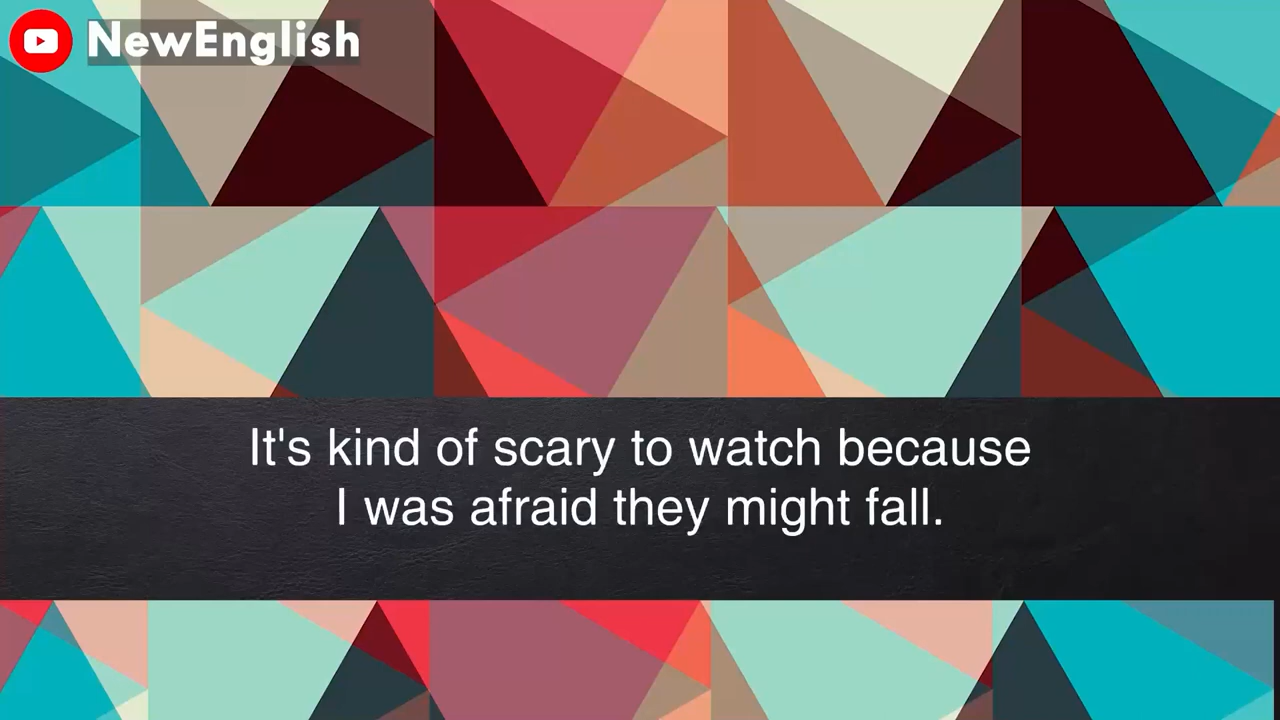 NewEnglish
It's kind of scary to watch because
I was afraid they might fall.